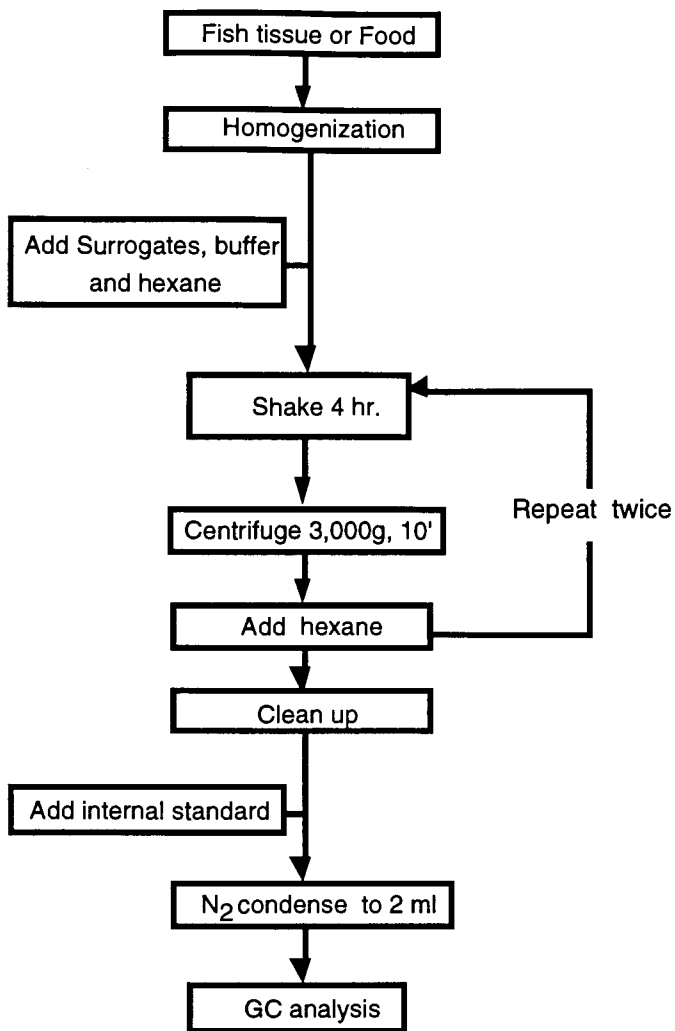 Fish tissue or Food
Homogenization
Add Surrogates, buffer
and hexane
Shake 4 hr.
Centrifuge 3,000g, 10'
Repeat twice
Add hexane
Clean up
Add internal standard
N2 condense to 2 ml
GC analysis